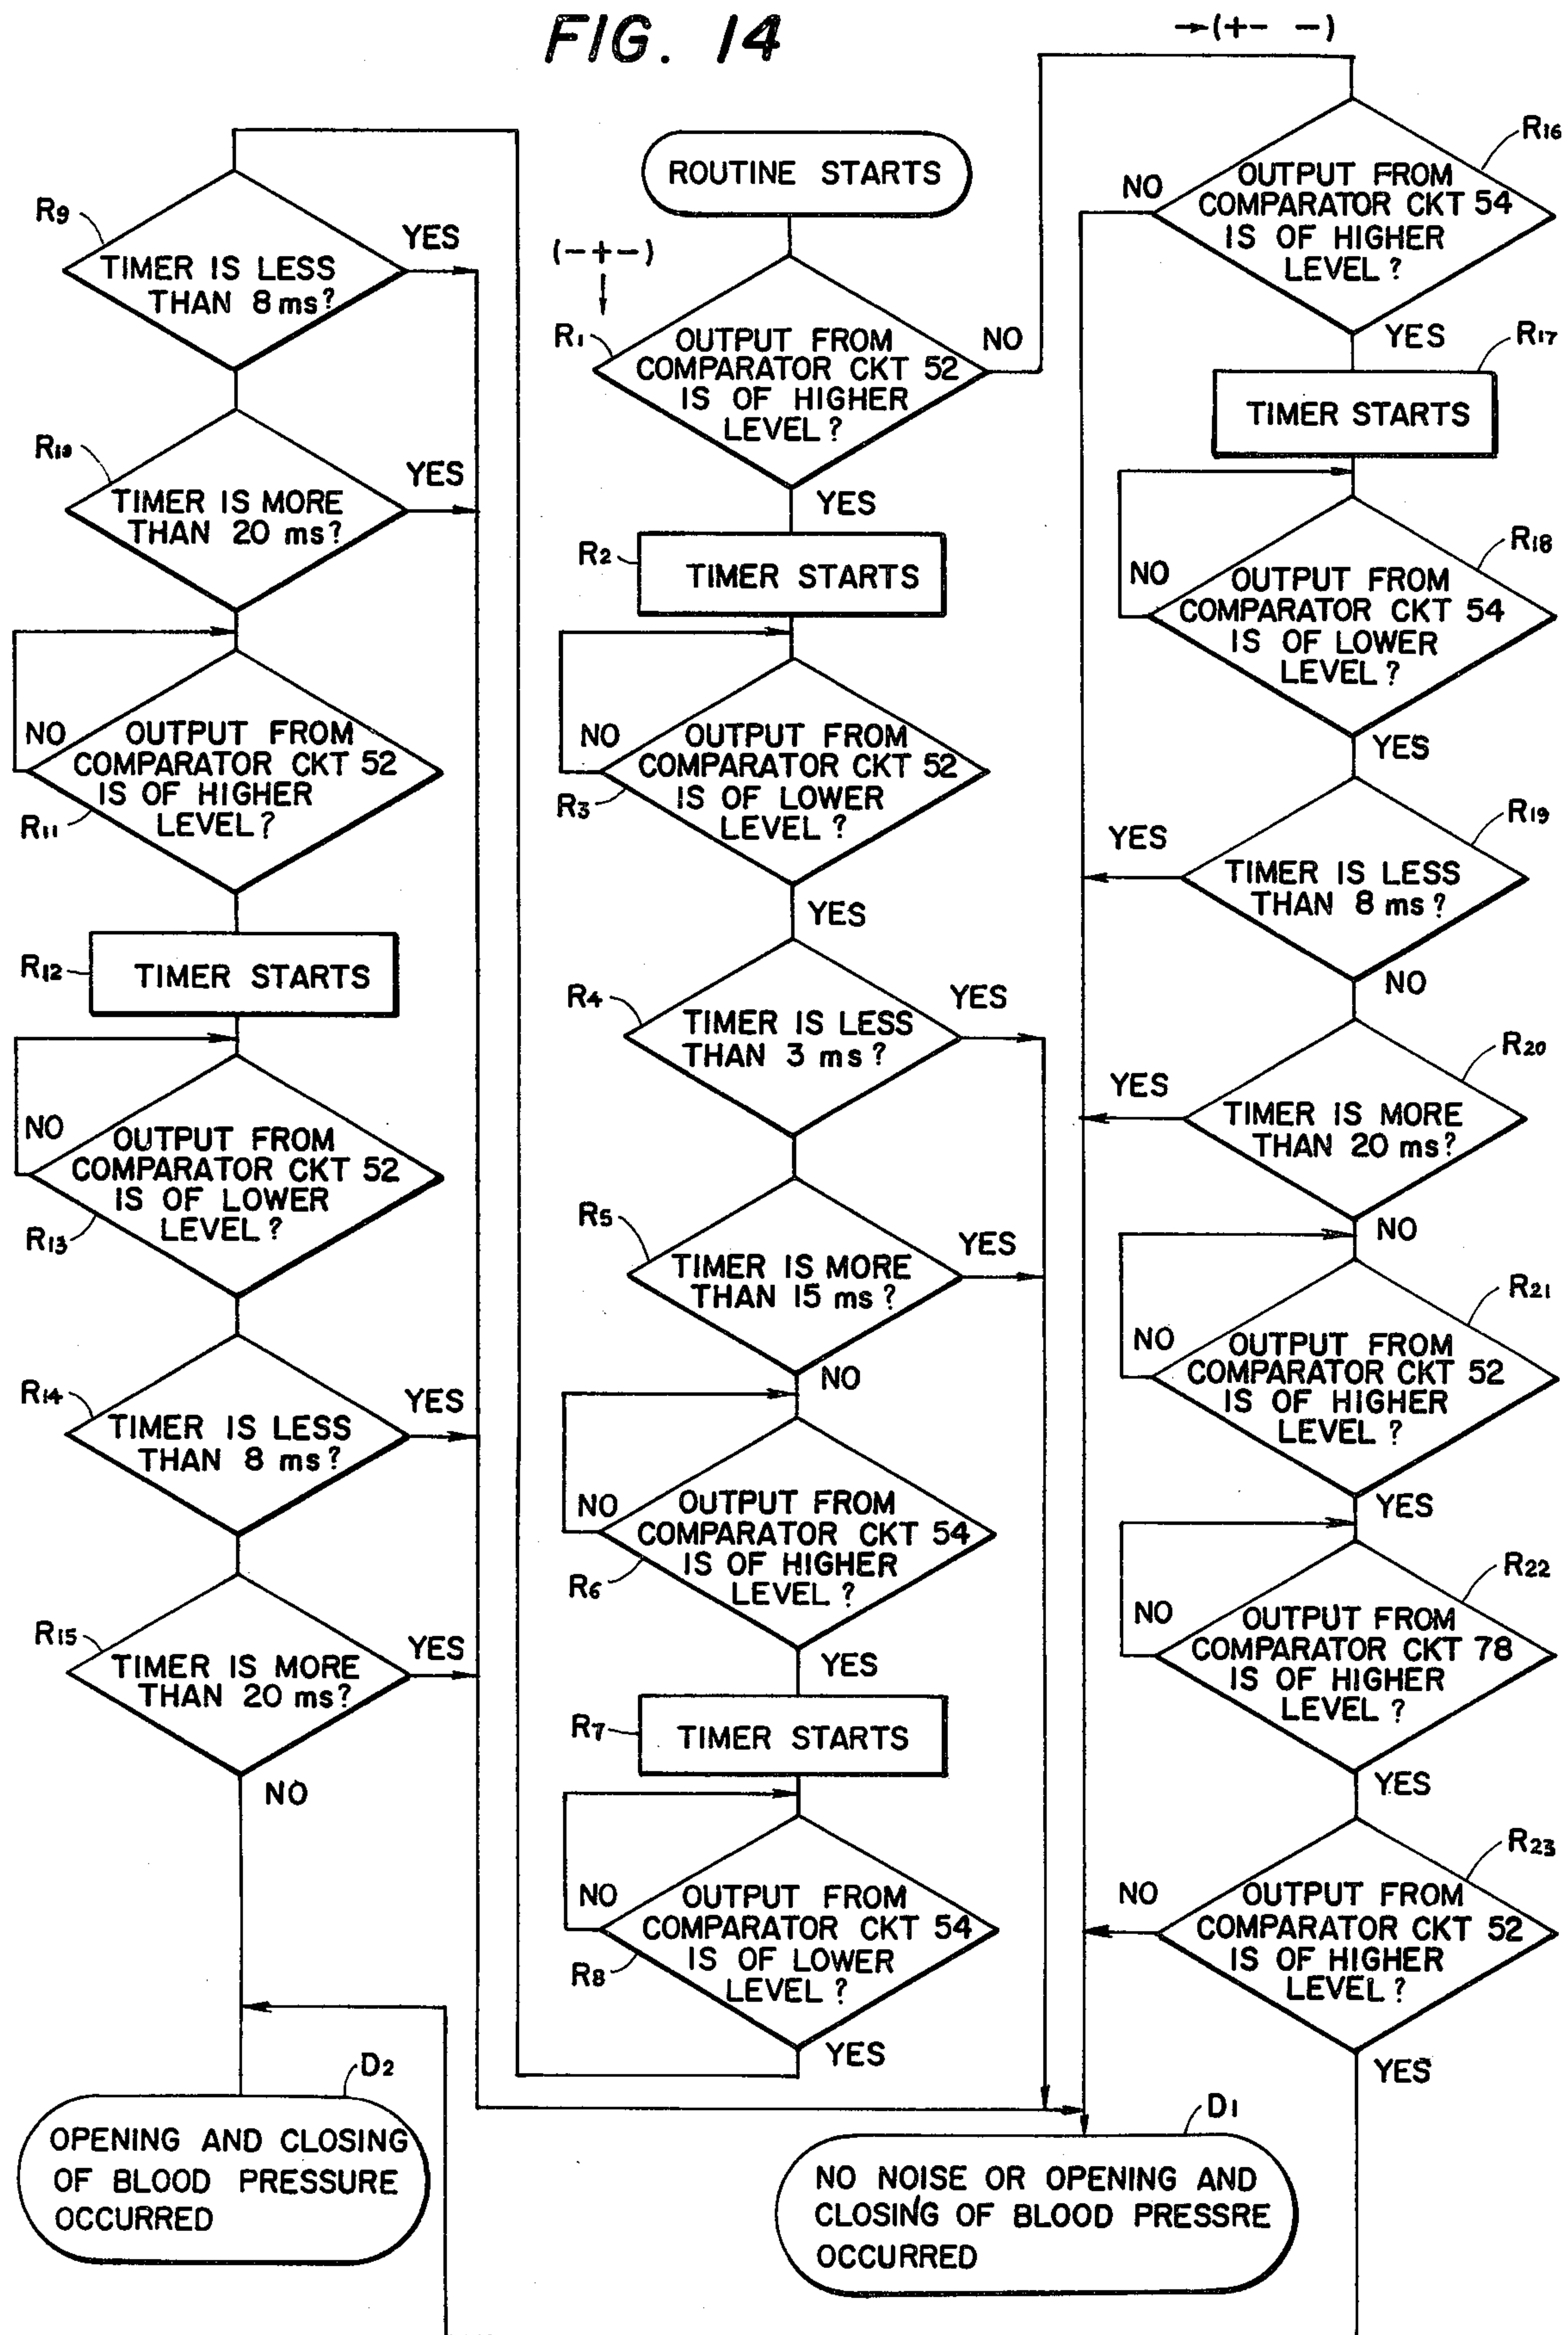 FIG. 14
→(+- -)
R9
TIMER IS LESS
THAN 8 ms?
YES
R10
TIMER IS MORE
THAN 20 ms?
YES
R11
NO
OUTPUT FROM
COMPARATOR CKT 52
IS OF HIGHER
LEVEL?
R12
TIMER STARTS
R13
NO
OUTPUT FROM
COMPARATOR CKT 52
IS OF LOWER
LEVEL?
R14
TIMER IS LESS
THAN 8 ms?
YES
R15
TIMER IS MORE
THAN 20 ms?
YES
NO
D2
OPENING AND CLOSING
OF BLOOD PRESSURE
OCCURRED
ROUTINE STARTS
(-+-)
↓
R1
OUTPUT FROM
COMPARATOR CKT 52
IS OF HIGHER
LEVEL?
NO
YES
R2
TIMER STARTS
R3
NO
OUTPUT FROM
COMPARATOR CKT 52
IS OF LOWER
LEVEL?
YES
R4
TIMER IS LESS
THAN 3 ms?
YES
R5
TIMER IS MORE
THAN 15 ms?
YES
NO
R6
NO
OUTPUT FROM
COMPARATOR CKT 54
IS OF HIGHER
LEVEL?
YES
R7
TIMER STARTS
R8
NO
OUTPUT FROM
COMPARATOR CKT 54
IS OF LOWER
LEVEL?
YES
R16
NO
OUTPUT FROM
COMPARATOR CKT 54
IS OF HIGHER
LEVEL?
YES
R17
TIMER STARTS
R18
NO
OUTPUT FROM
COMPARATOR CKT 54
IS OF LOWER
LEVEL?
YES
R19
YES
TIMER IS LESS
THAN 8 ms?
NO
R20
YES
TIMER IS MORE
THAN 20 ms?
NO
R21
NO
OUTPUT FROM
COMPARATOR CKT 52
IS OF HIGHER
LEVEL?
YES
R22
NO
OUTPUT FROM
COMPARATOR CKT 78
IS OF HIGHER
LEVEL?
YES
R23
NO
OUTPUT FROM
COMPARATOR CKT 52
IS OF HIGHER
LEVEL?
YES
D1
NO NOISE OR OPENING AND
CLOSING OF BLOOD PRESSRE
OCCURRED